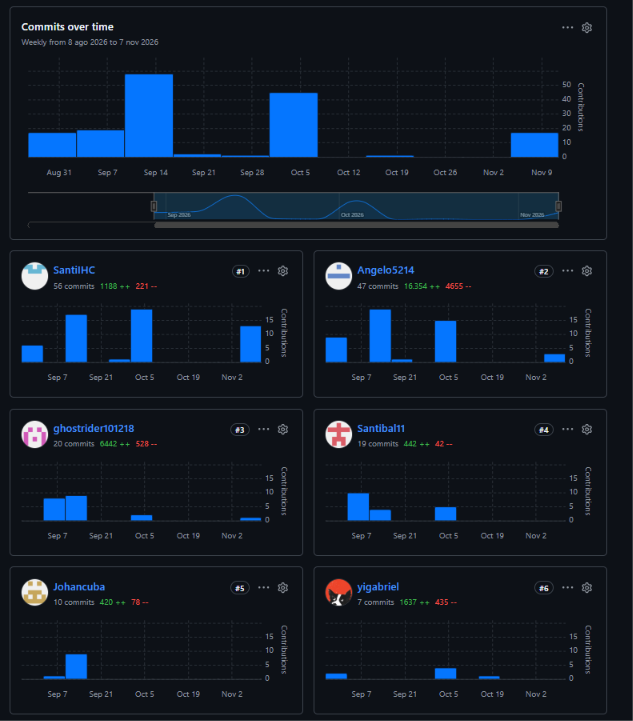 Commits over time
Weekly from 8 ago 2026 to 7 nov 2026
50
40
30
20
10
0
Contributions
Aug 31 Sep 7 Sep 14 Sep 21 Sep 28 Oct 5 Oct 12 Oct 19 Oct 26 Nov 2 Nov 9
Sep 2026 Oct 2026 Nov 2026
SantiIHC #1
56 commits 1188 ++ 221 --
15
10
5
0
Contributions
Sep 7 Sep 21 Oct 5 Oct 19 Nov 2
Angelo5214 #2
47 commits 16.354 ++ 4655 --
15
10
5
0
Contributions
Sep 7 Sep 21 Oct 5 Oct 19 Nov 2
ghostrider101218 #3
20 commits 6442 ++ 528 --
15
10
5
0
Contributions
Sep 7 Sep 21 Oct 5 Oct 19 Nov 2
Santibal11 #4
19 commits 442 ++ 42 --
15
10
5
0
Contributions
Sep 7 Sep 21 Oct 5 Oct 19 Nov 2
Johancuba #5
10 commits 420 ++ 78 --
15
10
5
0
Contributions
Sep 7 Sep 21 Oct 5 Oct 19 Nov 2
yigabriel #6
7 commits 1637 ++ 435 --
15
10
5
0
Contributions
Sep 7 Sep 21 Oct 5 Oct 19 Nov 2